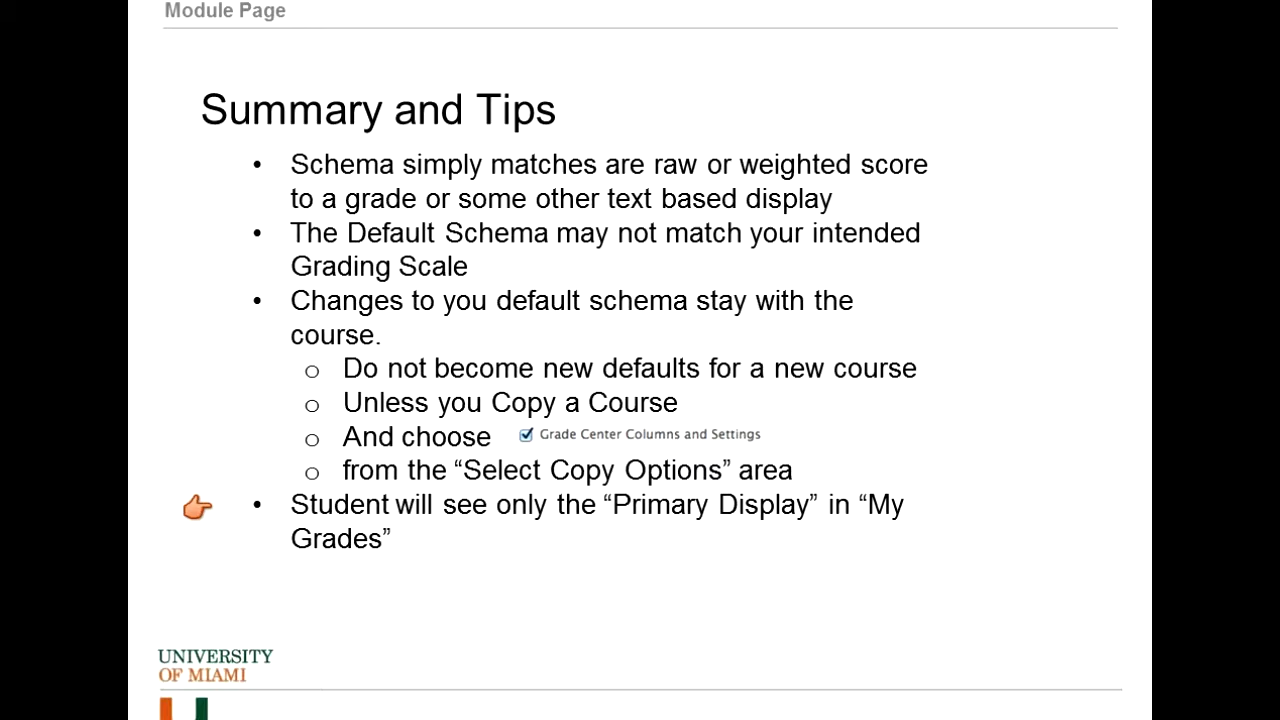 Module Page
Summary and Tips
• Schema simply matches are raw or weighted score
to a grade or some other text based display
• The Default Schema may not match your intended
Grading Scale
• Changes to you default schema stay with the
course.
o Do not become new defaults for a new course
o Unless you Copy a Course
o And choose Grade Center Columns and Settings
o from the “Select Copy Options” area
• Student will see only the “Primary Display” in “My
Grades”
UNIVERSITY
OF MIAMI